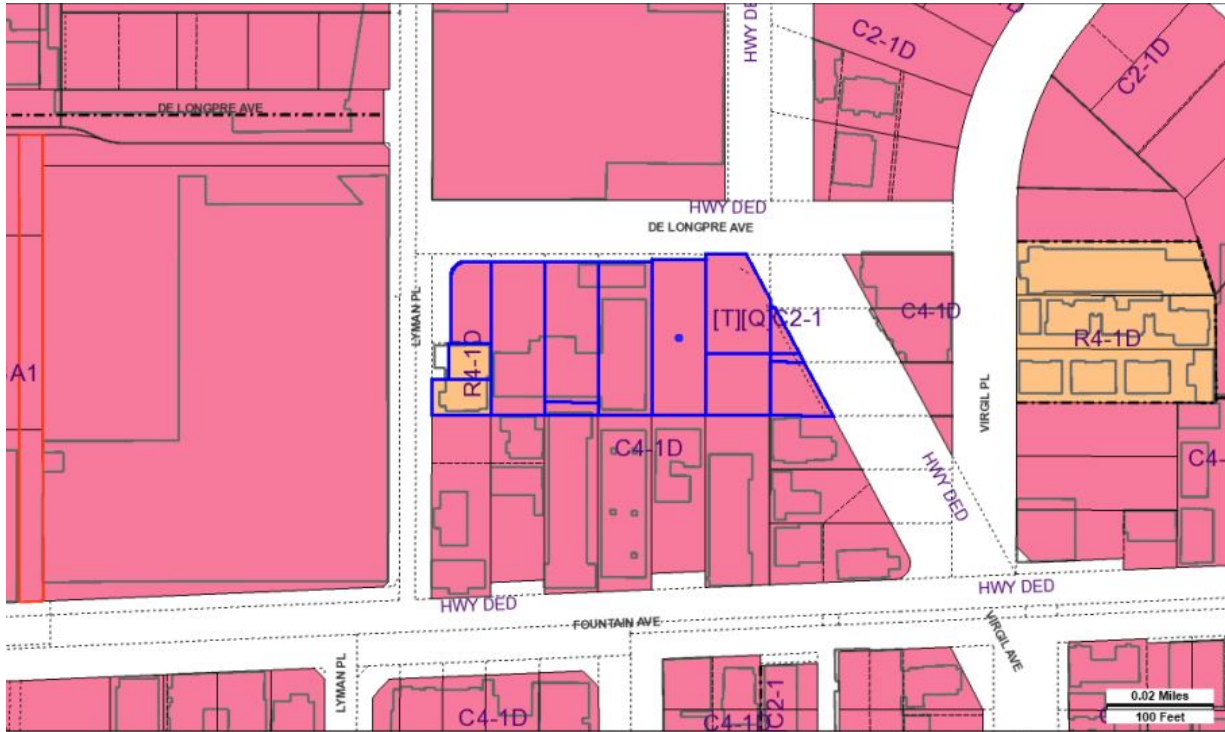 HWY DED
C2-1D
C2-1D
DE LONGPRE AVE
HWY DED
DE LONGPRE AVE
LYMAN PL
[T][Q]C2-1
C4-1D
R4-1D
R4-1D
A1
VIRGIL PL
C4-1D
C4-
HWY DED
HWY DED
HWY DED
FOUNTAIN AVE
VIRGIL AVE
LYMAN PL
C4-1D
C4-1D
C2-1
0.02 Miles
100 Feet